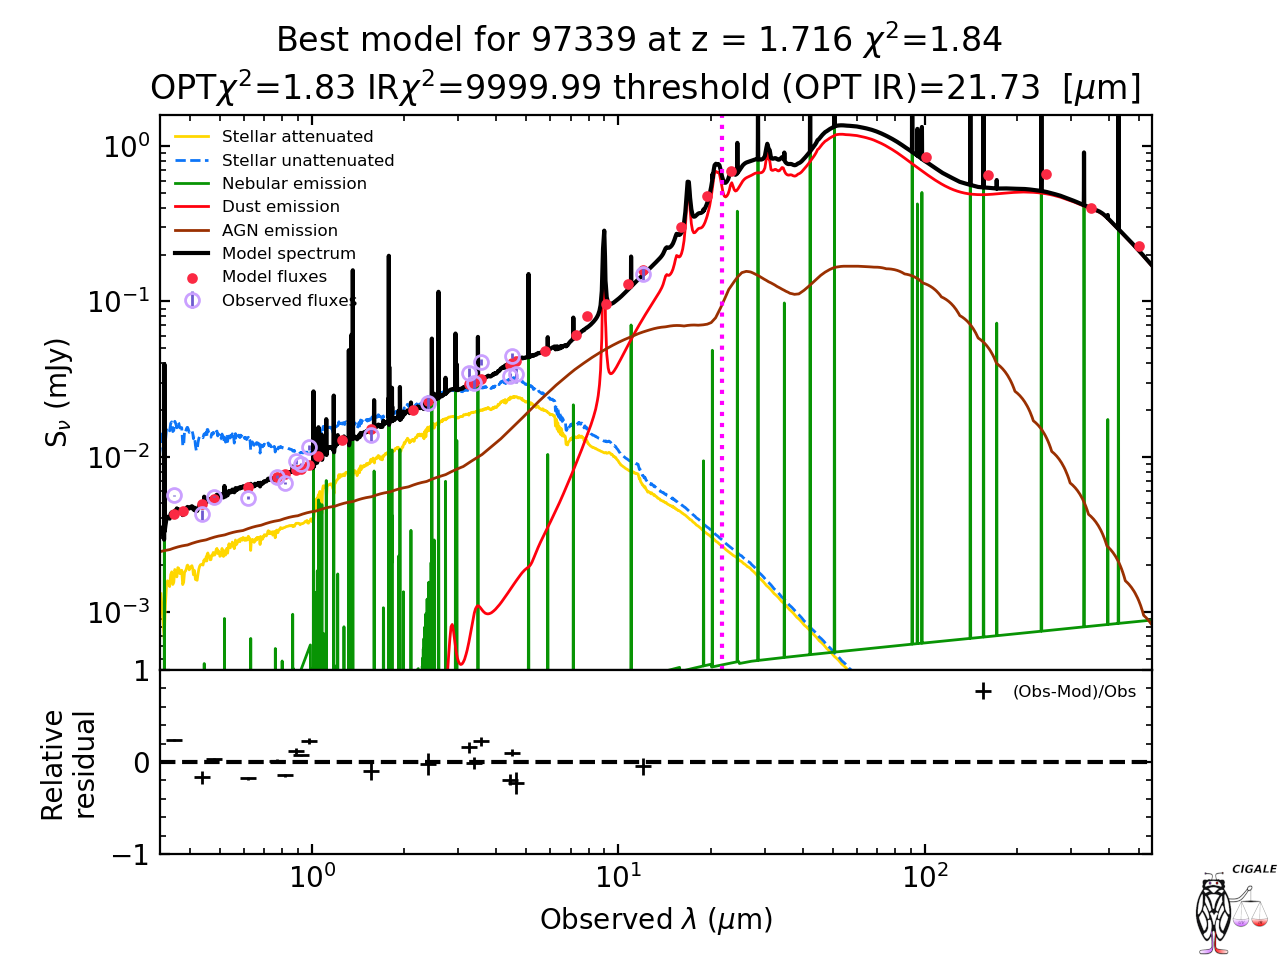 Best model for 97339 at z = 1.716 χ²=1.84
OPTχ²=1.83 IRχ²=9999.99 threshold (OPT IR)=21.73 [μm]
Stellar attenuated
Stellar unattenuated
Nebular emission
Dust emission
AGN emission
Model spectrum
Model fluxes
Observed fluxes
10⁰
10⁻¹
10⁻²
10⁻³
S_ν (mJy)
1
0
−1
Relative
residual
(Obs-Mod)/Obs
10⁰ 10¹ 10²
Observed λ (μm)
CIGALE